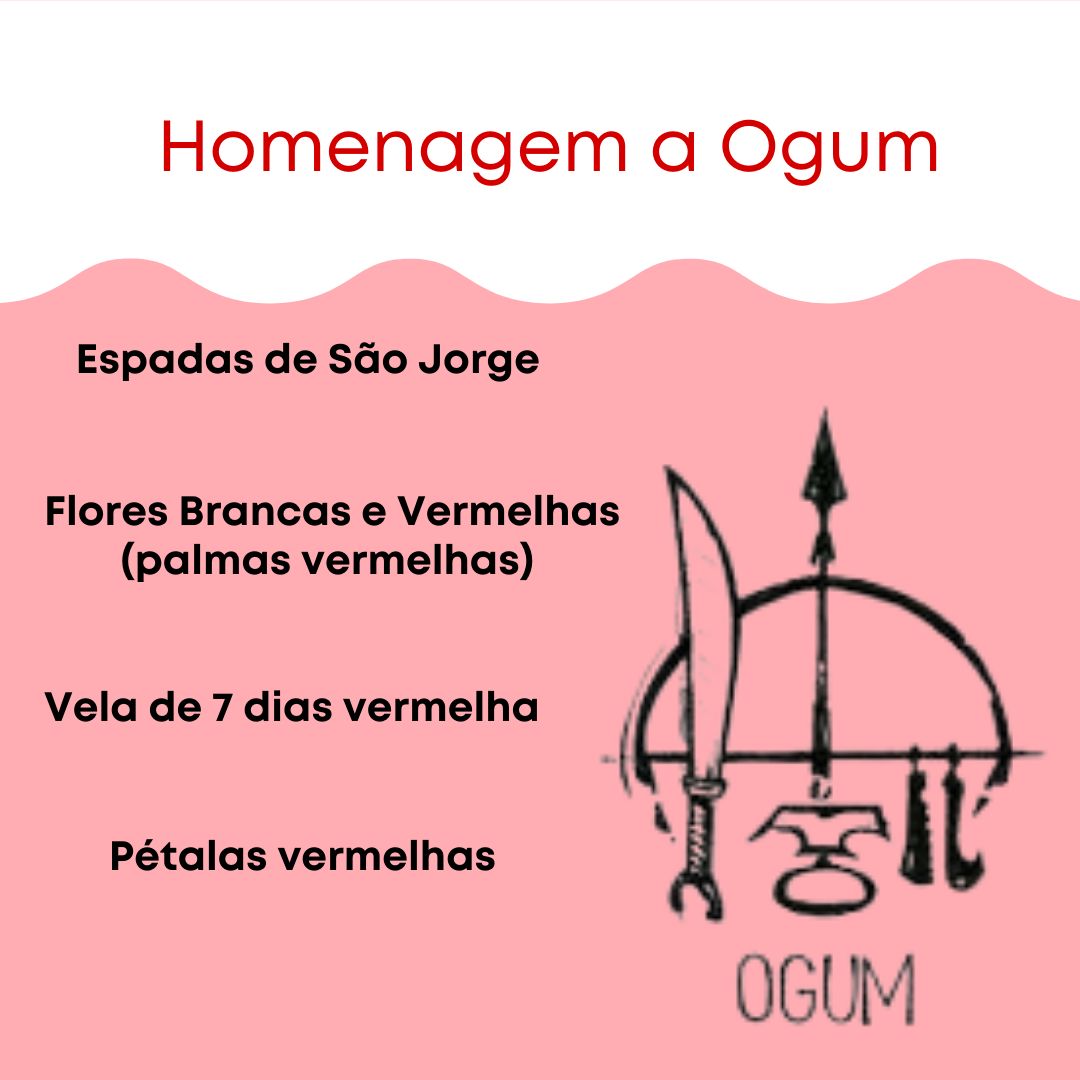 Homenagem a Ogum
Espadas de São Jorge
Flores Brancas e Vermelhas
(palmas vermelhas)
Vela de 7 dias vermelha
Pétalas vermelhas
OGUM